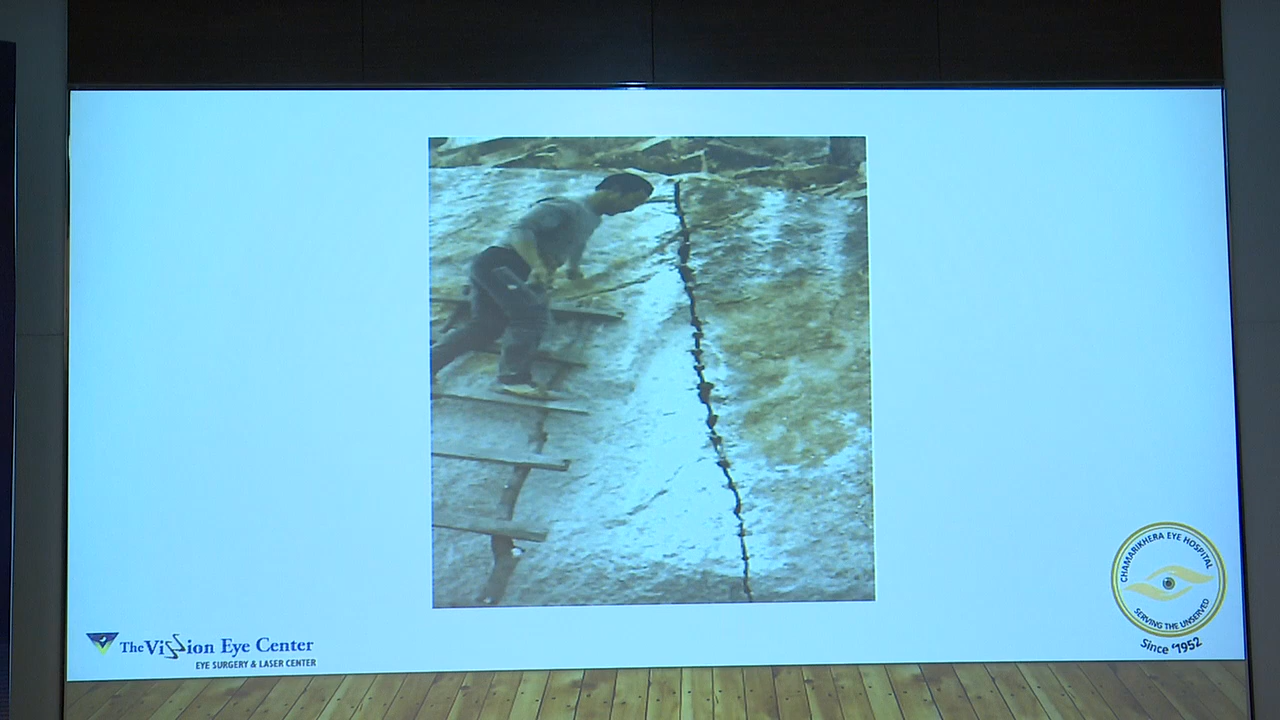 The Vission Eye Center
EYE SURGERY & LASER CENTER
CHAMARIKHERA EYE HOSPITAL
SERVING THE UNSERVED
Since 1952